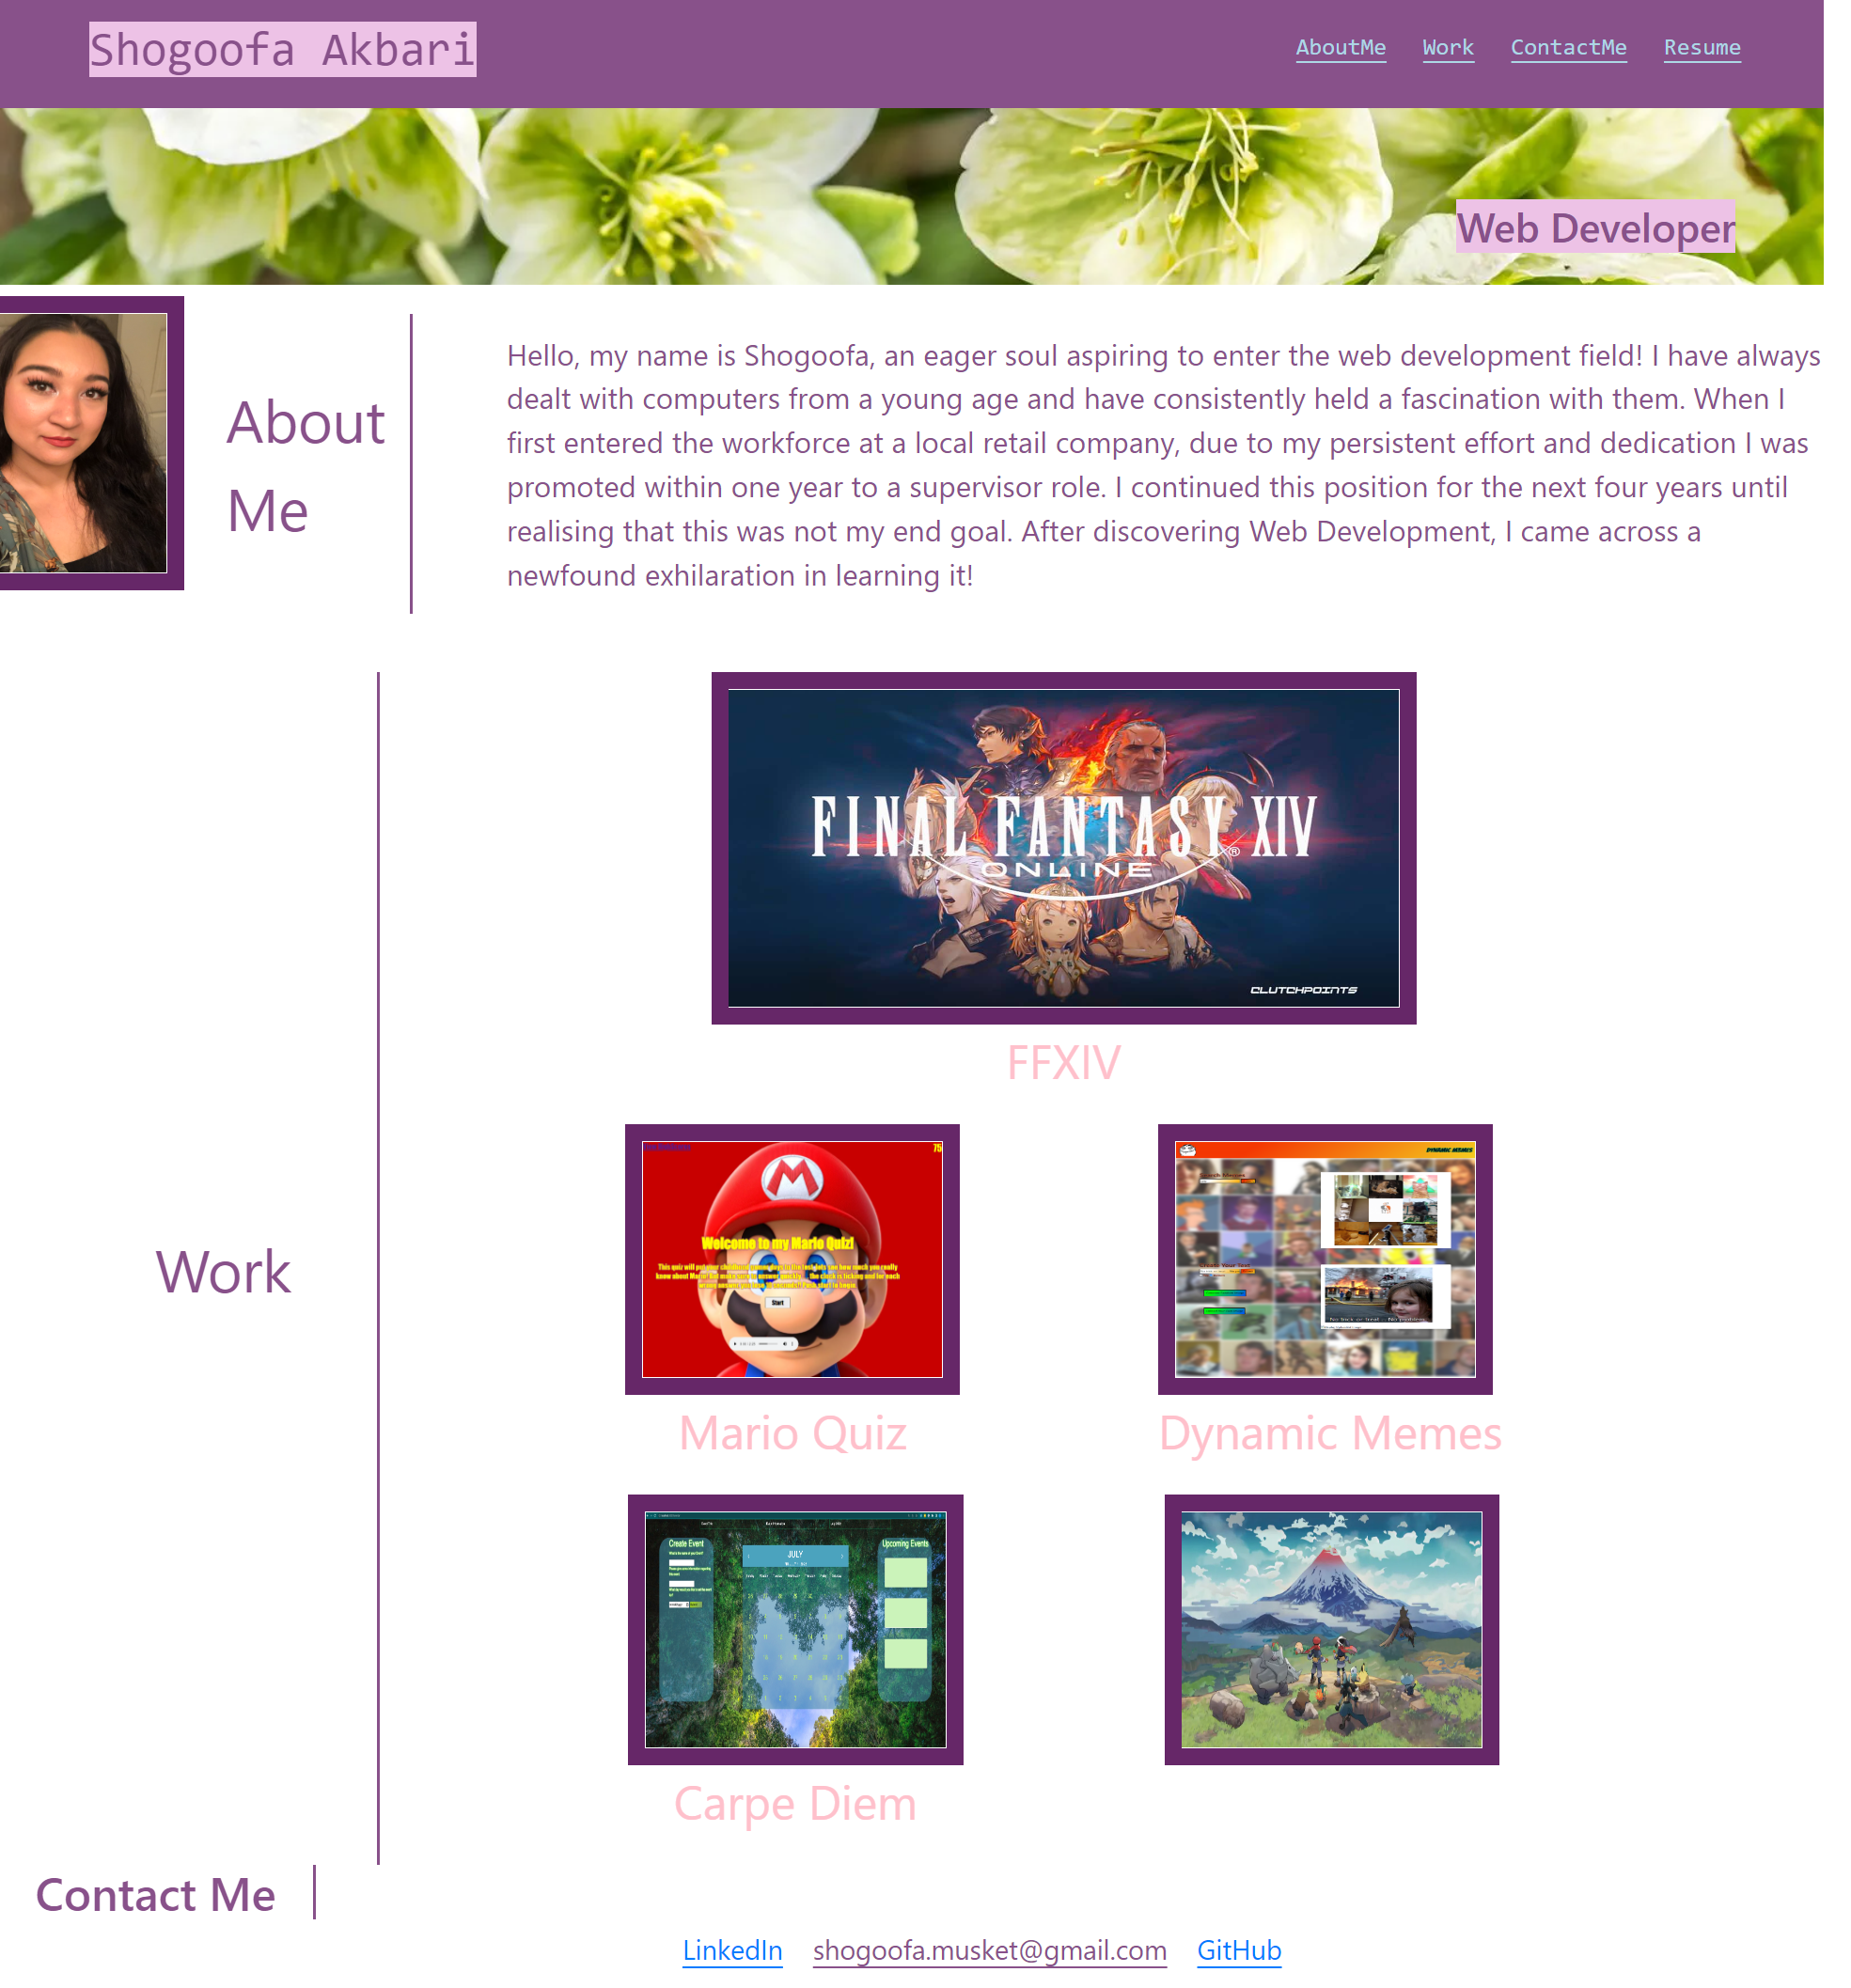 Shogoofa Akbari
AboutMe Work ContactMe Resume
Web Developer
About
Me
Hello, my name is Shogoofa, an eager soul aspiring to enter the web development field! I have always
dealt with computers from a young age and have consistently held a fascination with them. When I
first entered the workforce at a local retail company, due to my persistent effort and dedication I was
promoted within one year to a supervisor role. I continued this position for the next four years until
realising that this was not my end goal. After discovering Web Development, I came across a
newfound exhilaration in learning it!
Work
FINAL FANTASY XIV
ONLINE
CLUTCHPOINTS
FFXIV
75
Welcome to my Mario Quiz!
Start
Mario Quiz
DYNAMIC MEMES
Create Your Text
Dynamic Memes
Create Event
JULY
Upcoming Events
Carpe Diem
Contact Me
LinkedIn shogoofa.musket@gmail.com GitHub